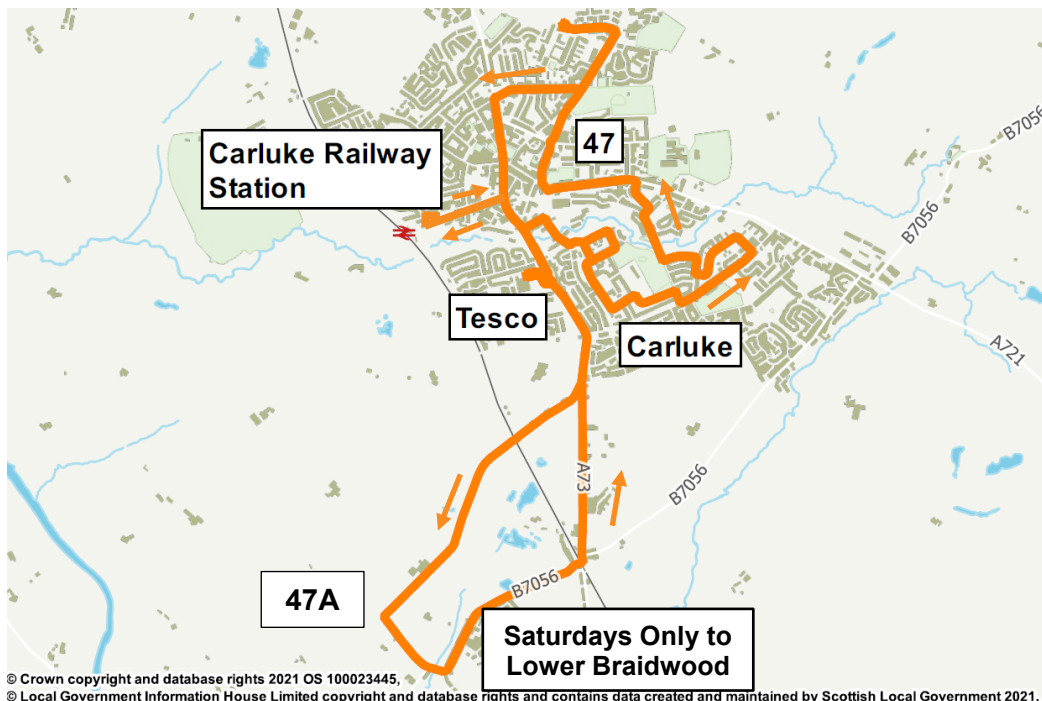 47
B7056
Carluke Railway
Station
B7056
Tesco
Carluke
A721
A73
B7056
B7056
47A
Saturdays Only to
Lower Braidwood
© Crown copyright and database rights 2021 OS 100023445,
© Local Government Information House Limited copyright and database rights and contains data created and maintained by Scottish Local Government 2021.